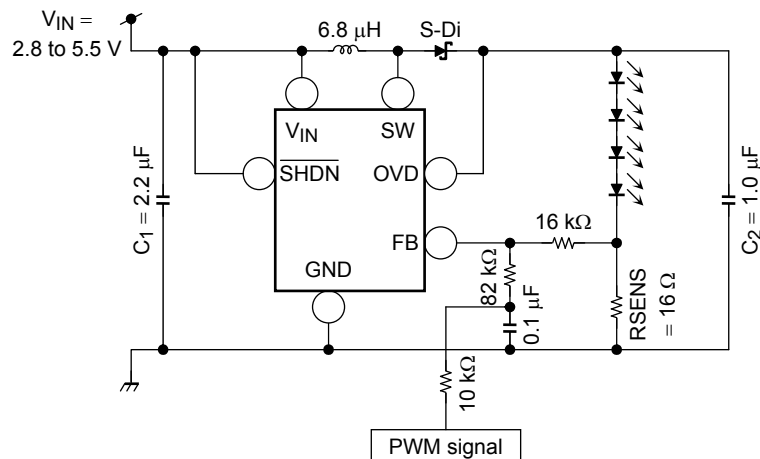 V_IN =
2.8 to 5.5 V
6.8 μH
S-Di
V_IN
SW
SHDN
OVD
FB
GND
C_1 = 2.2 μF
16 kΩ
82 kΩ
0.1 μF
RSENS
= 16 Ω
C_2 = 1.0 μF
10 kΩ
PWM signal